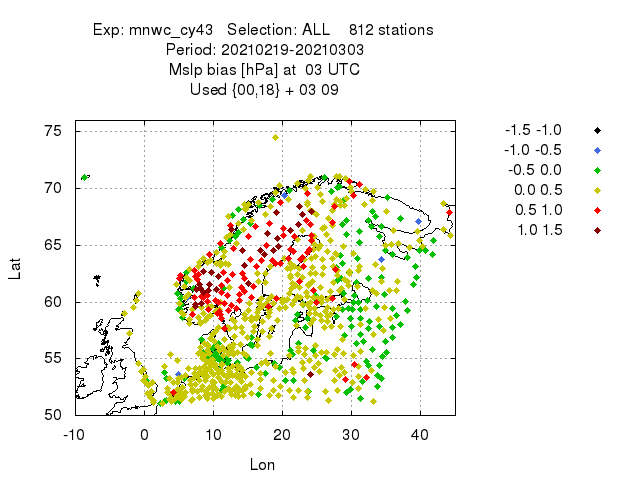 Exp: mnwc_cy43 Selection: ALL 812 stations
Period: 20210219-20210303
Mslp bias [hPa] at 03 UTC
Used {00,18} + 03 09
75
70
65
60
55
50
-10 0 10 20 30 40
Lat
Lon
-1.5 -1.0
-1.0 -0.5
-0.5 0.0
0.0 0.5
0.5 1.0
1.0 1.5